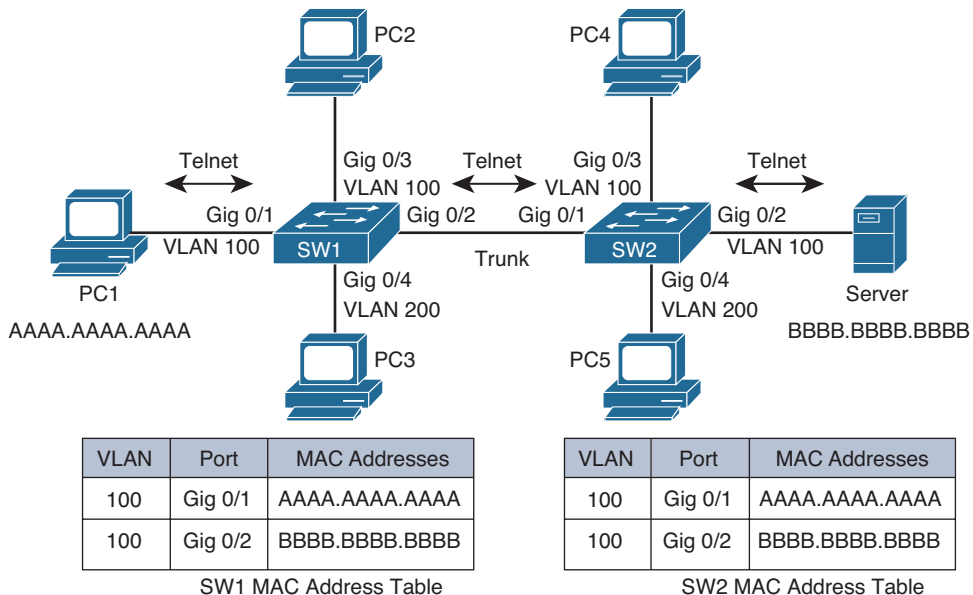 PC2
PC4
Telnet
Gig 0/3
VLAN 100
Telnet
Gig 0/3
VLAN 100
Telnet
Gig 0/1
VLAN 100
SW1
Gig 0/2
Trunk
Gig 0/1
SW2
Gig 0/2
VLAN 100
PC1
AAAA.AAAA.AAAA
Gig 0/4
VLAN 200
Gig 0/4
VLAN 200
Server
BBBB.BBBB.BBBB
PC3
PC5
VLAN Port MAC Addresses
100 Gig 0/1 AAAA.AAAA.AAAA
100 Gig 0/2 BBBB.BBBB.BBBB
SW1 MAC Address Table
VLAN Port MAC Addresses
100 Gig 0/1 AAAA.AAAA.AAAA
100 Gig 0/2 BBBB.BBBB.BBBB
SW2 MAC Address Table